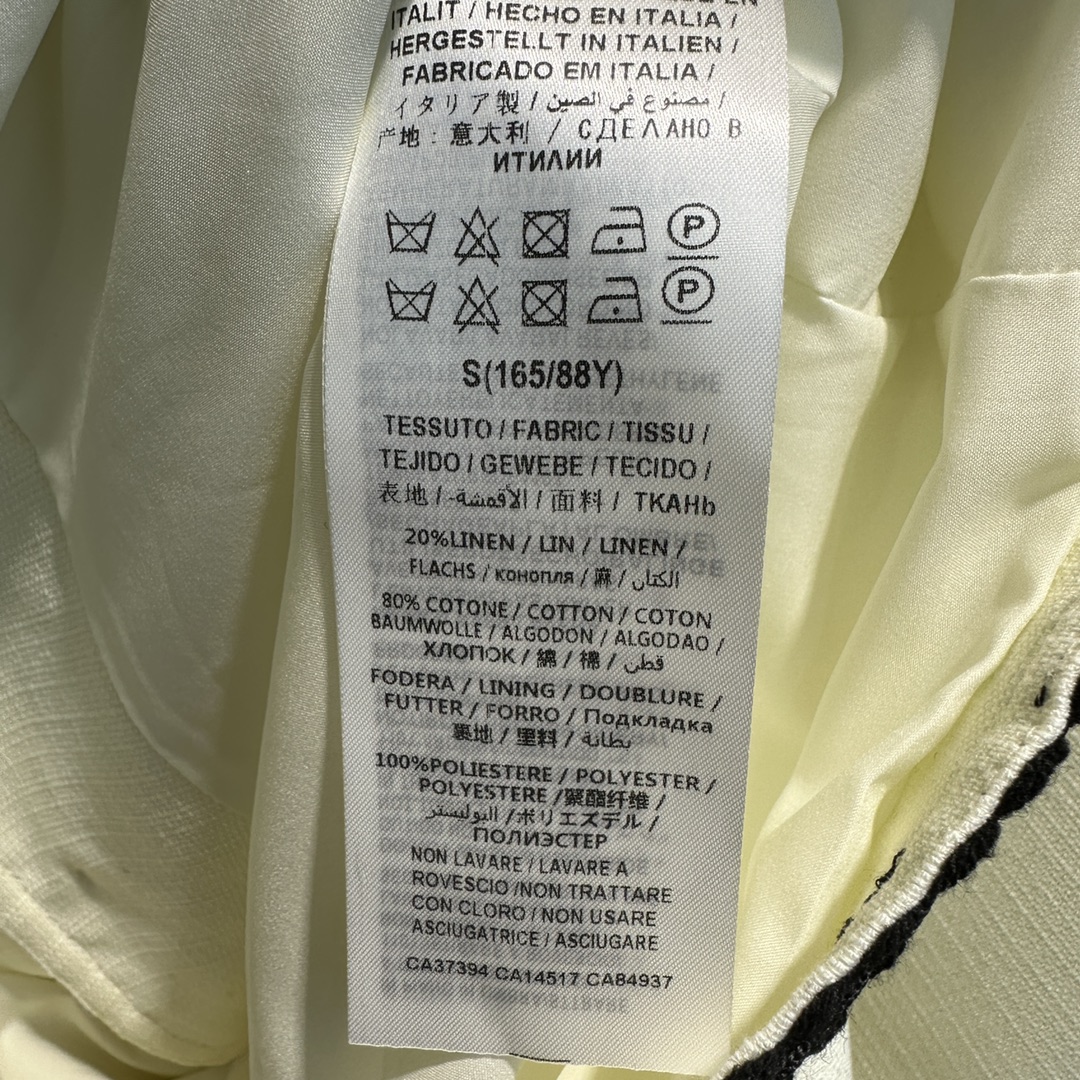 ITALIT / HECHO EN ITALIA /
HERGESTELLT IN ITALIEN /
FABRICADO EM ITALIA /
イタリア製 / مصنوع في الصين /
产地：意大利 / СДЕЛАНО В
ИТИЛИИ
P
P
S(165/88Y)
TESSUTO / FABRIC / TISSU /
TEJIDO / GEWEBE / TECIDO /
表地 / -الأقمشة / 面料 / ТКАНЬ
20%LINEN / LIN / LINEN /
FLACHS / конопля / 麻 / الكتان
80% COTONE / COTTON / COTON
BAUMWOLLE / ALGODON / ALGODAO /
ХЛОПОК / 綿 / 棉 / قطن
FODERA / LINING / DOUBLURE /
FUTTER / FORRO / Подкладка
裏地 / 里料 / بطانة
100%POLIESTERE / POLYESTER /
POLYESTERE /聚酯纤维 /
البوليستر /ポリエステル /
ПОЛИЭСТЕР
NON LAVARE / LAVARE A
ROVESCIO /NON TRATTARE
CON CLORO / NON USARE
ASCIUGATRICE / ASCIUGARE
CA37394 CA14517 CA84937